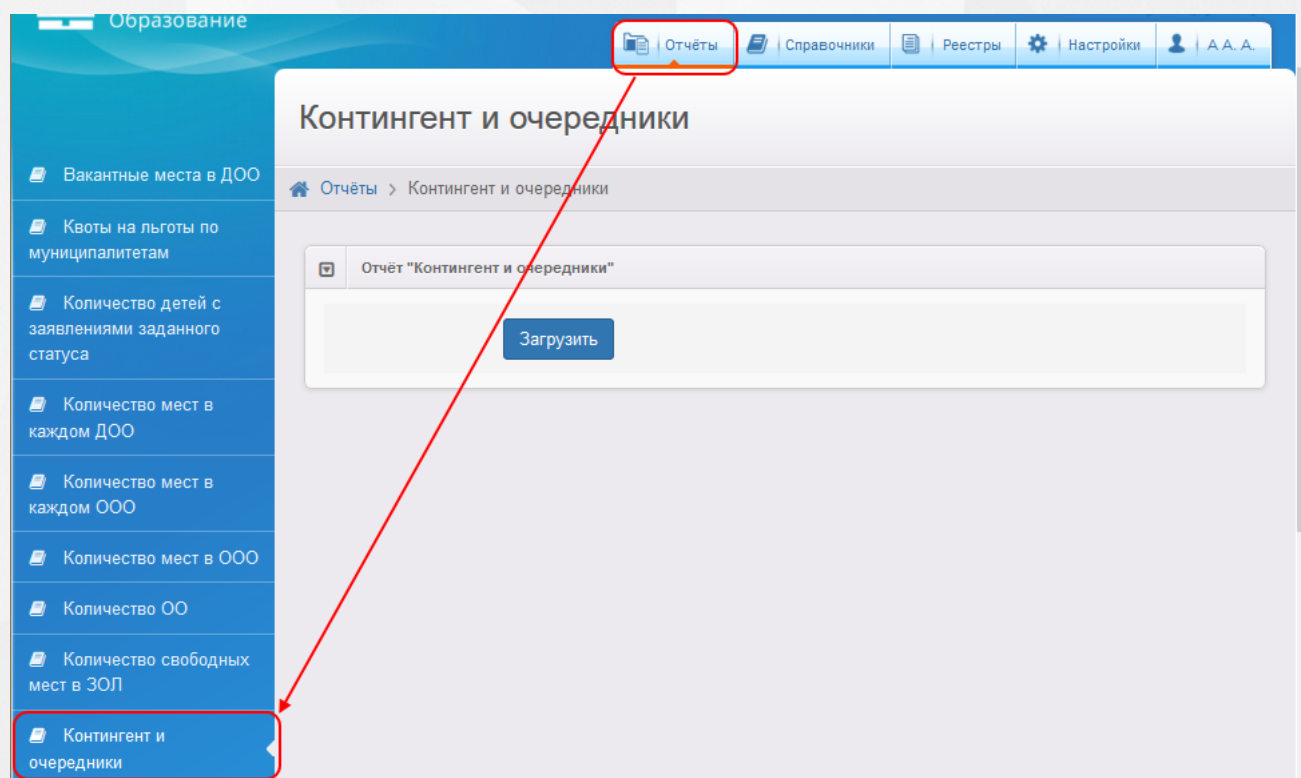 Образование
Отчёты
Справочники
Реестры
Настройки
А А. А.
Контингент и очередники
Отчёты > Контингент и очередники
Отчёт "Контингент и очередники"
Загрузить
Вакантные места в ДОО
Квоты на льготы по
муниципалитетам
Количество детей с
заявлениями заданного
статуса
Количество мест в
каждом ДОО
Количество мест в
каждом ООО
Количество мест в ООО
Количество ОО
Количество свободных
мест в ЗОЛ
Контингент и
очередники